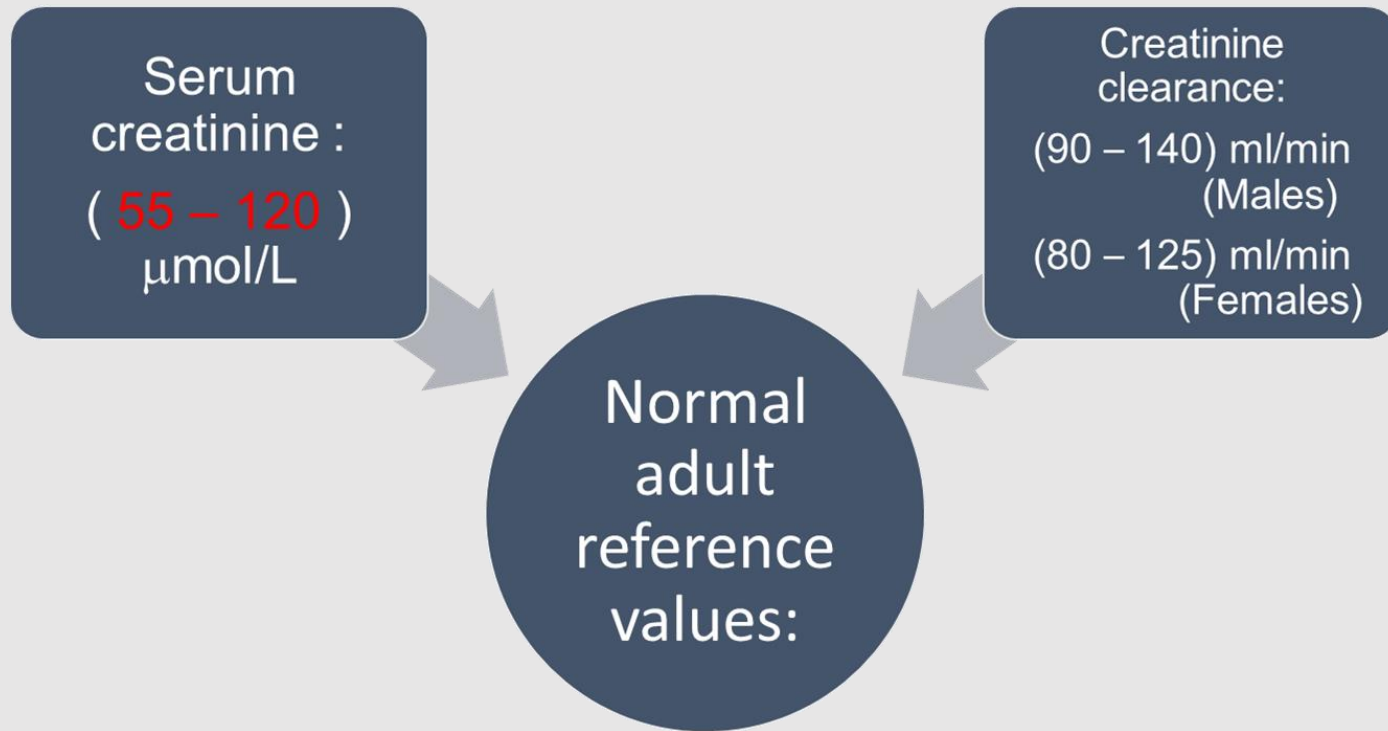 Serum
creatinine :
( 55 – 120 )
μmol/L
Creatinine
clearance:
(90 – 140) ml/min
(Males)
(80 – 125) ml/min
(Females)
Normal
adult
reference
values: